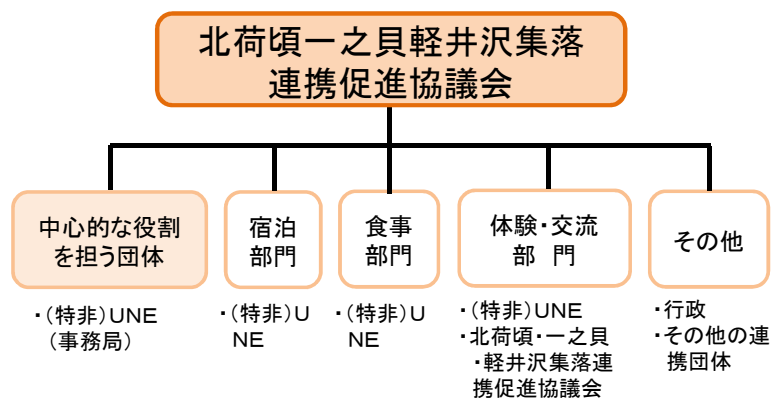 北荷頃一之貝軽井沢集落
連携促進協議会
中心的な役割
を担う団体
宿泊
部門
食事
部門
体験・交流
部 門
その他
・(特非)UNE
(事務局)
・(特非)U
NE
・(特非)U
NE
・(特非)UNE
・北荷頃・一之貝
・軽井沢集落連
携促進協議会
・行政
・その他の連
携団体